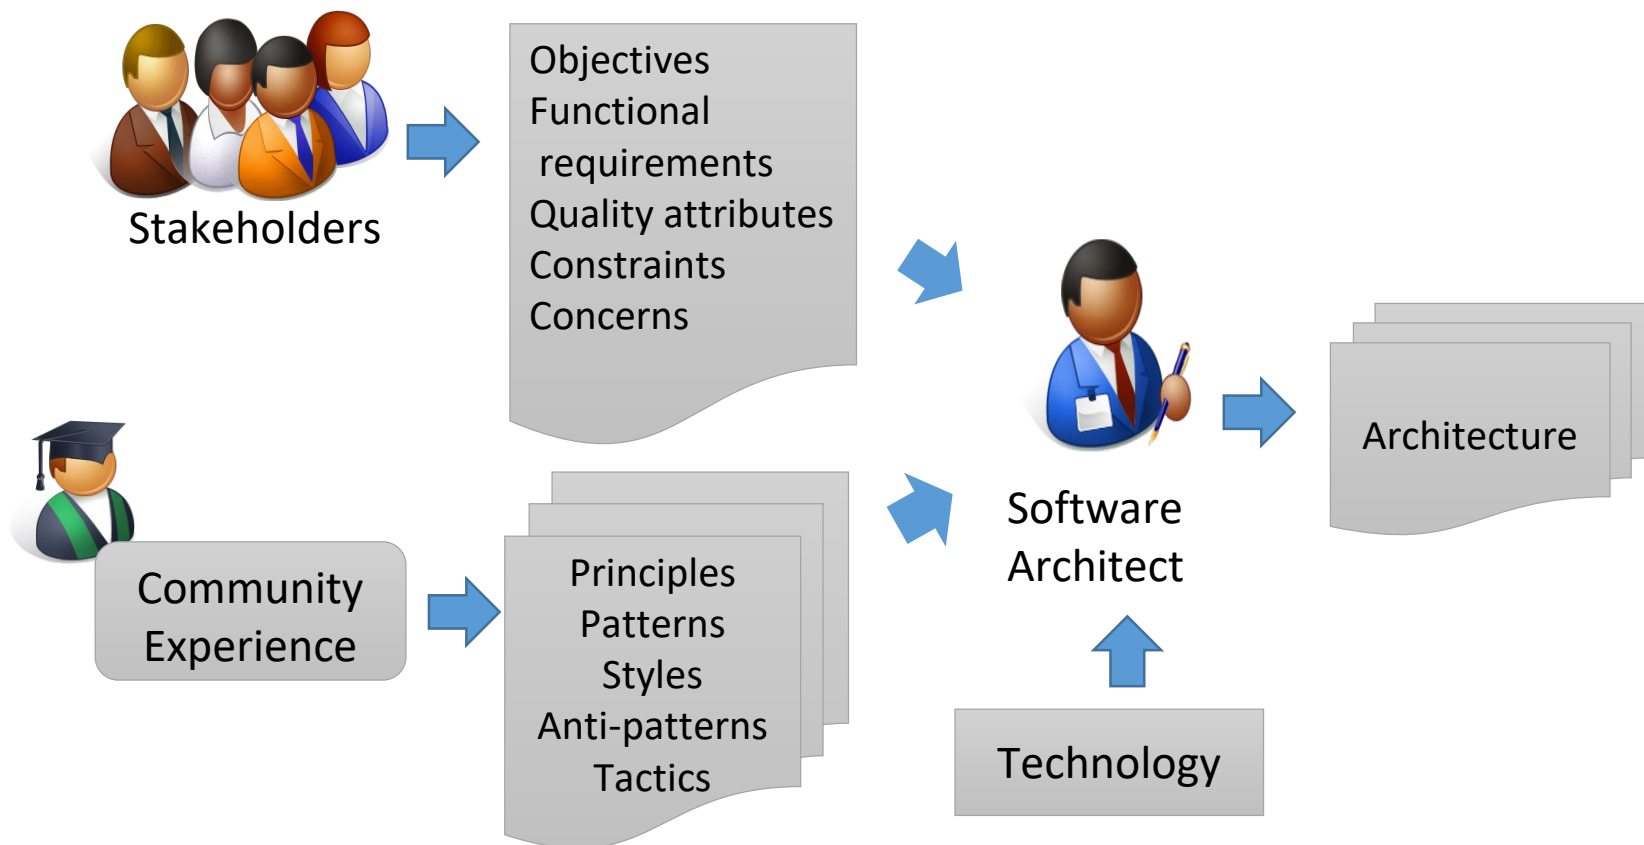 Stakeholders
Objectives
Functional
requirements
Quality attributes
Constraints
Concerns
Community
Experience
Principles
Patterns
Styles
Anti-patterns
Tactics
Software
Architect
Technology
Architecture